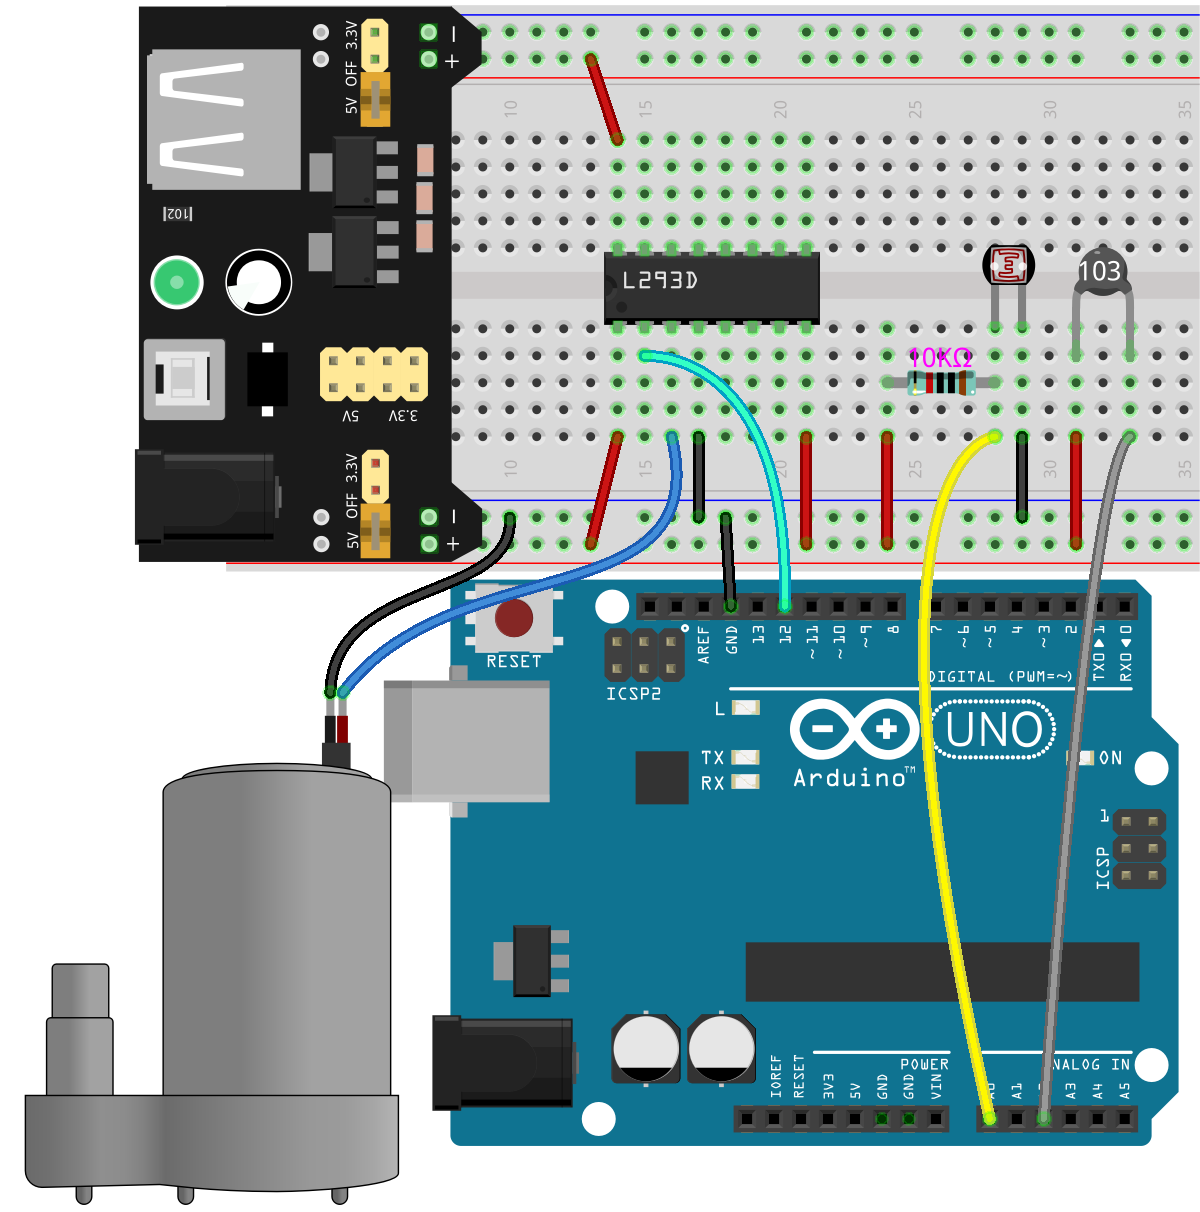 3.3V
OFF
5V
−
+
10
15
20
25
30
35
102
L293D
103
10KΩ
5V
3.3V
10
15
20
25
30
35
3.3V
OFF
5V
−
+
RESET
AREF
GND
13
12
~11
~10
~9
8
7
~6
~5
4
~3
2
TX0▶1
RX0◀0
ICSP2
DIGITAL (PWM=~)
L
TX
RX
UNO
ON
Arduino™
1
ICSP
POWER
ANALOG IN
IOREF
RESET
3V3
5V
GND
GND
VIN
A0
A1
A3
A4
A5